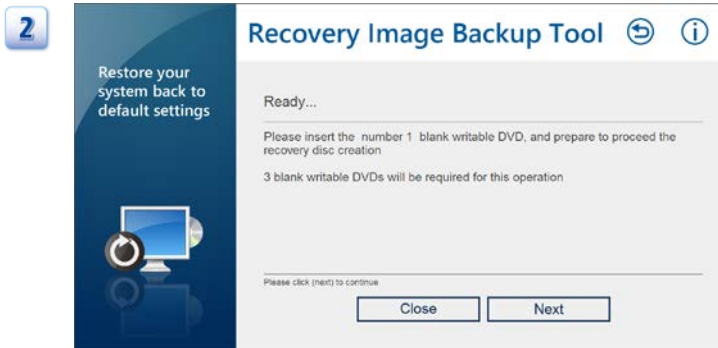 2
Recovery Image Backup Tool
Restore your
system back to
default settings
Ready...
Please insert the number 1 blank writable DVD, and prepare to proceed the
recovery disc creation
3 blank writable DVDs will be required for this operation
Please click (next) to continue
Close
Next